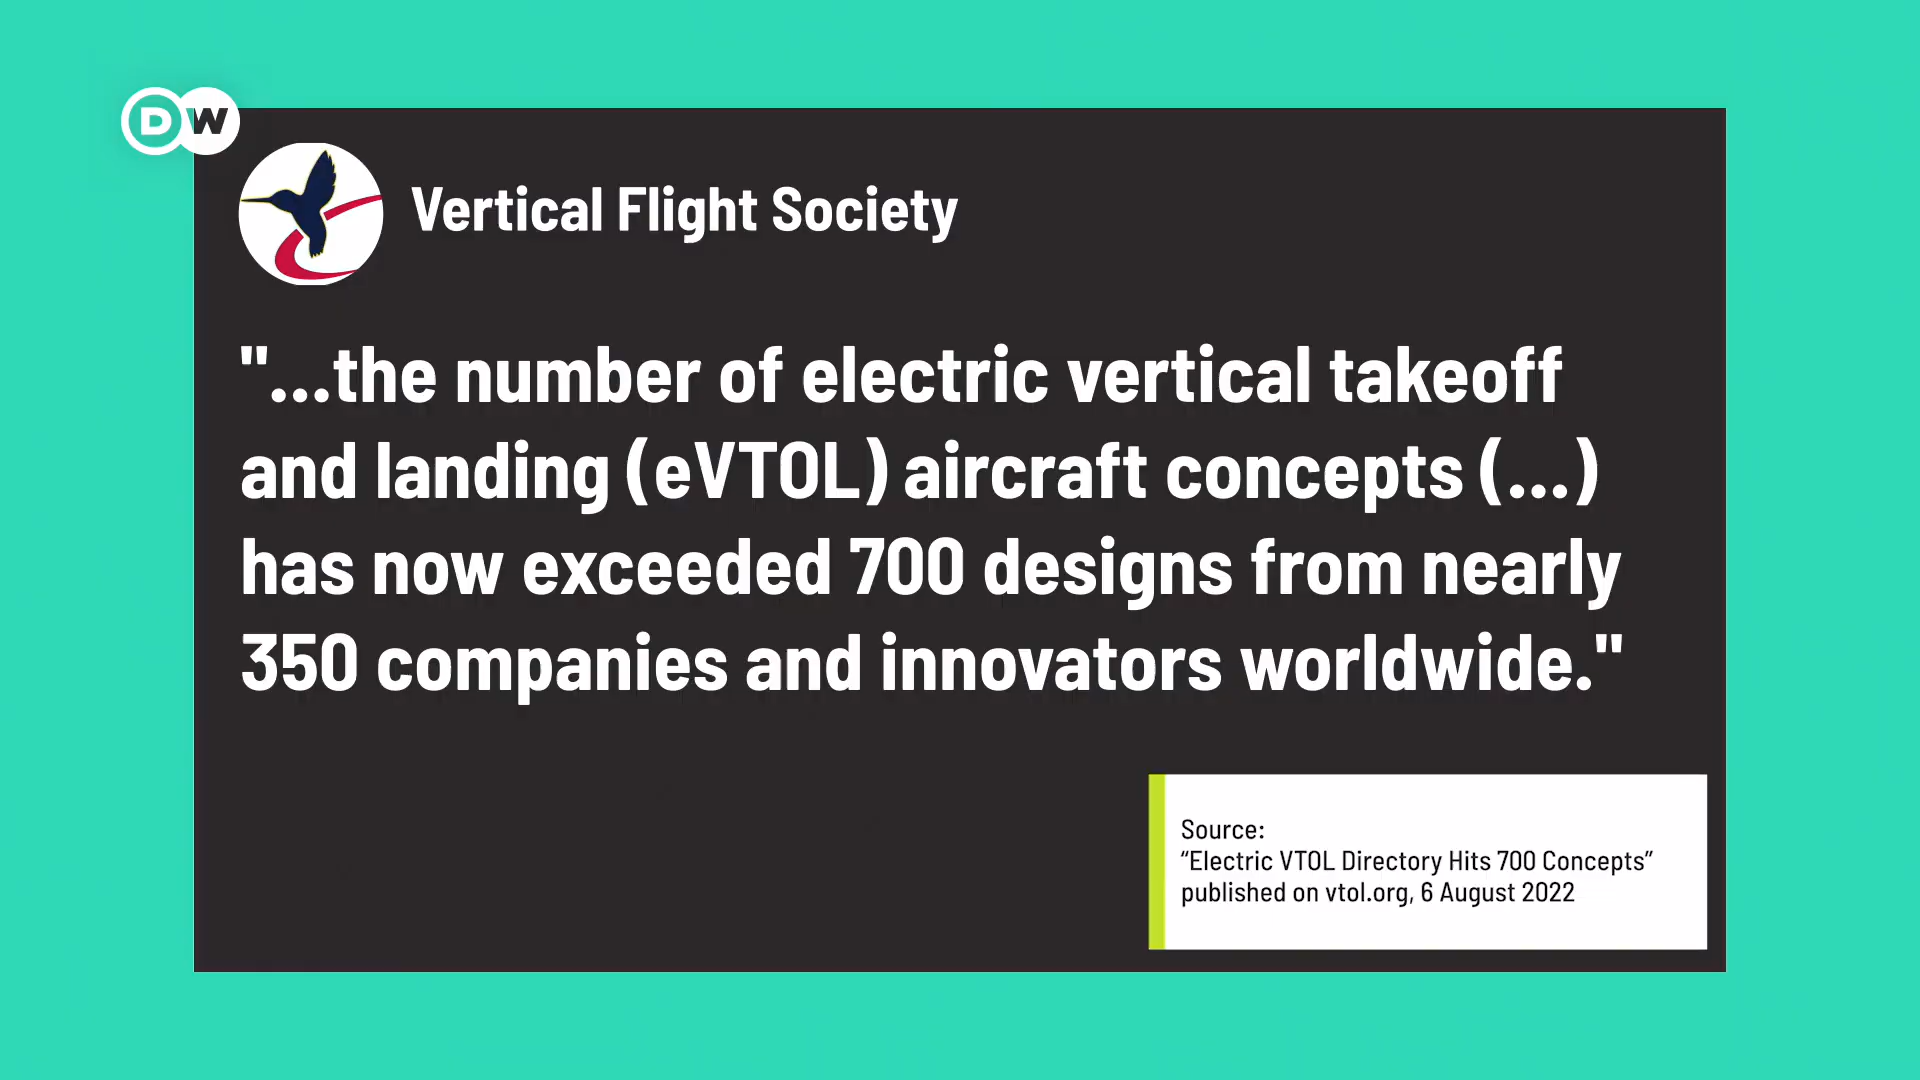 DW
Vertical Flight Society
"...the number of electric vertical takeoff
and landing (eVTOL) aircraft concepts (...)
has now exceeded 700 designs from nearly
350 companies and innovators worldwide."
Source:
“Electric VTOL Directory Hits 700 Concepts”
published on vtol.org, 6 August 2022